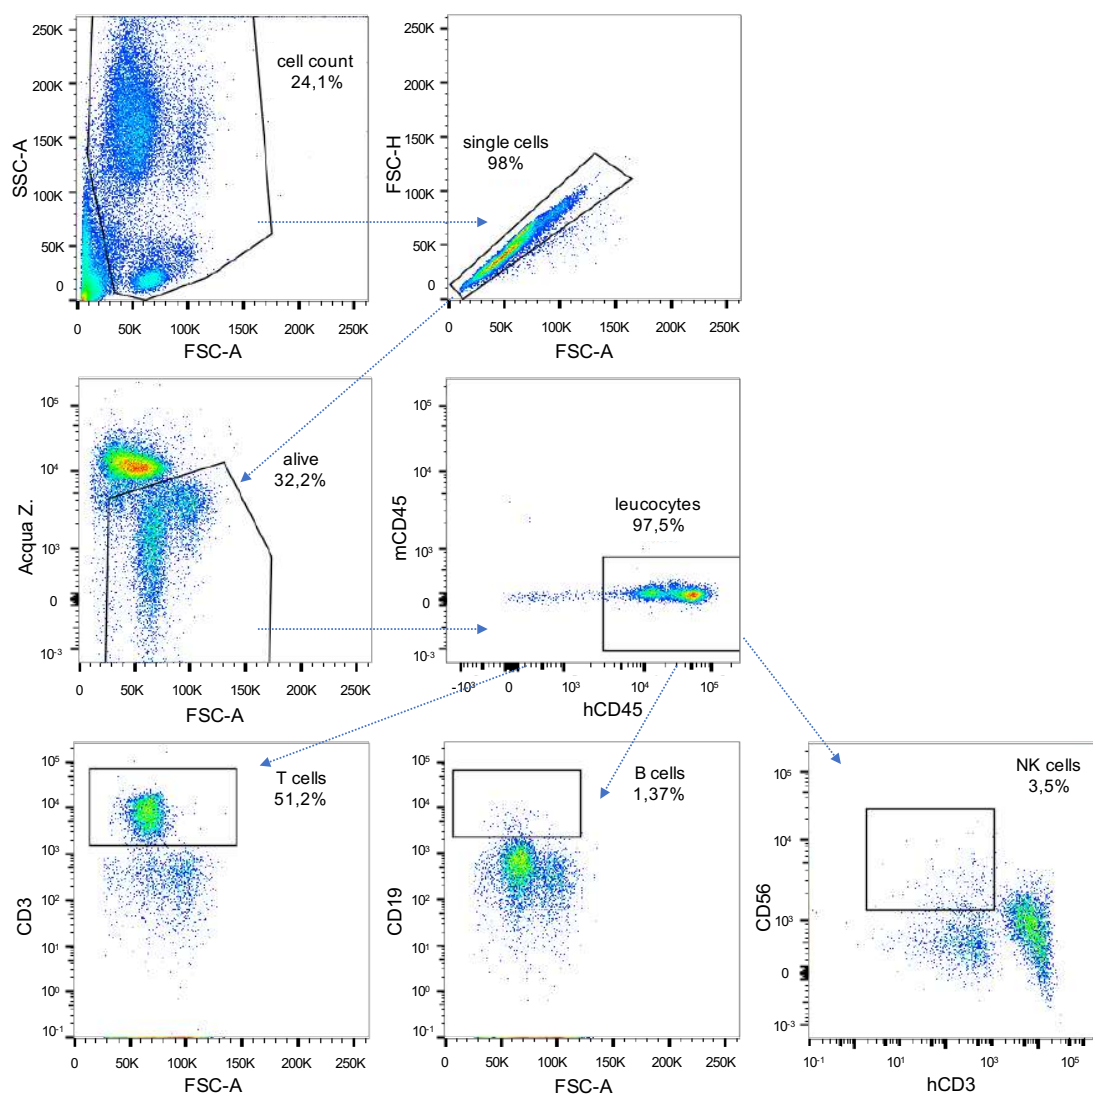 250K
200K
150K
100K
50K
0
SSC-A
cell count
24,1%
0
50K
100K
150K
200K
250K
FSC-A
250K
200K
150K
100K
50K
0
FSC-H
single cells
98%
0
50K
100K
150K
200K
250K
FSC-A
10⁵
10⁴
10³
0
10⁻³
Acqua Z.
alive
32,2%
0
50K
100K
150K
200K
250K
FSC-A
10⁵
10⁴
10³
0
10⁻³
mCD45
leucocytes
97,5%
-10³
0
10³
10⁴
10⁵
hCD45
10⁵
10⁴
10³
10²
10¹
10⁰
10⁻¹
CD3
T cells
51,2%
0
50K
100K
150K
200K
250K
FSC-A
10⁵
10⁴
10³
10²
10¹
10⁰
10⁻¹
CD19
B cells
1,37%
0
50K
100K
150K
200K
250K
FSC-A
10⁵
10⁴
10³
0
10⁻³
CD56
NK cells
3,5%
10⁻¹
10¹
10³
10⁵
hCD3